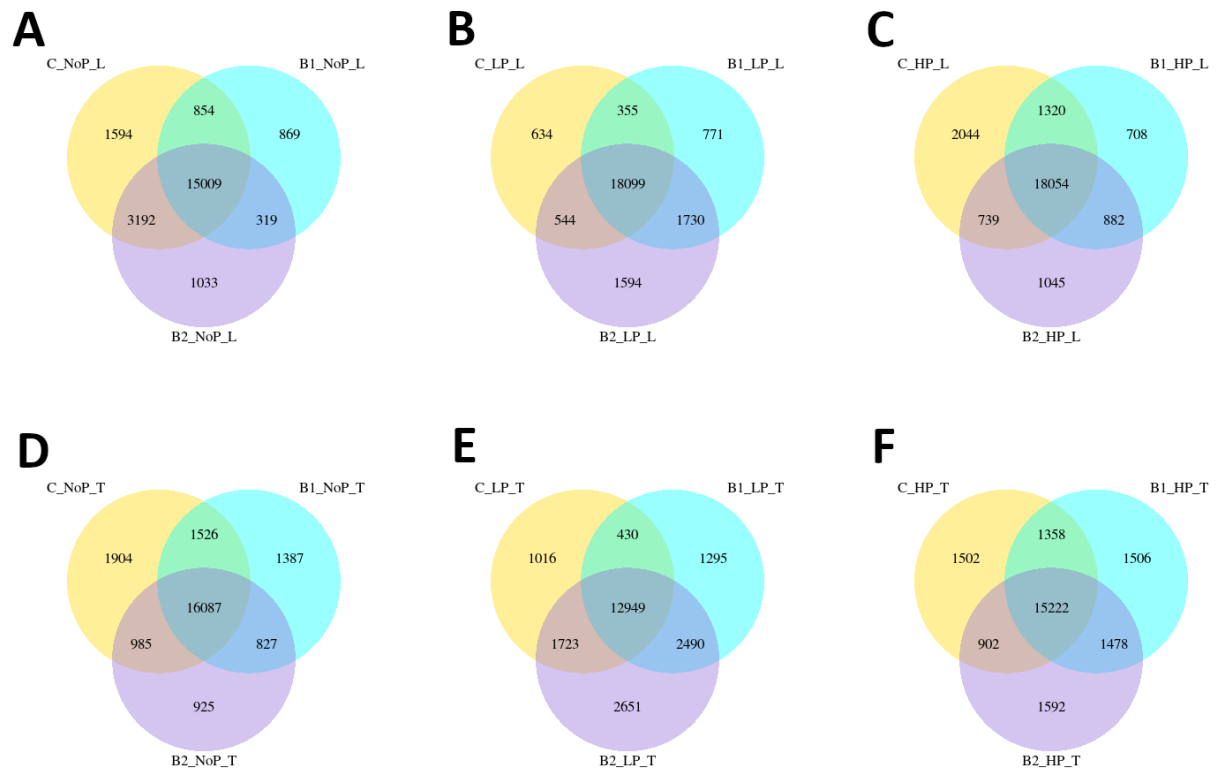 A
B
C
C_NoP_L
B1_NoP_L
C_LP_L
B1_LP_L
C_HP_L
B1_HP_L
854
355
1320
1594
869
634
771
2044
708
15009
18099
18054
3192
319
544
1730
739
882
1033
1594
1045
B2_NoP_L
B2_LP_L
B2_HP_L
D
E
F
C_NoP_T
B1_NoP_T
C_LP_T
B1_LP_T
C_HP_T
B1_HP_T
1526
430
1358
1904
1387
1016
1295
1502
1506
16087
12949
15222
985
827
1723
2490
902
1478
925
2651
1592
B2_NoP_T
B2_LP_T
B2_HP_T